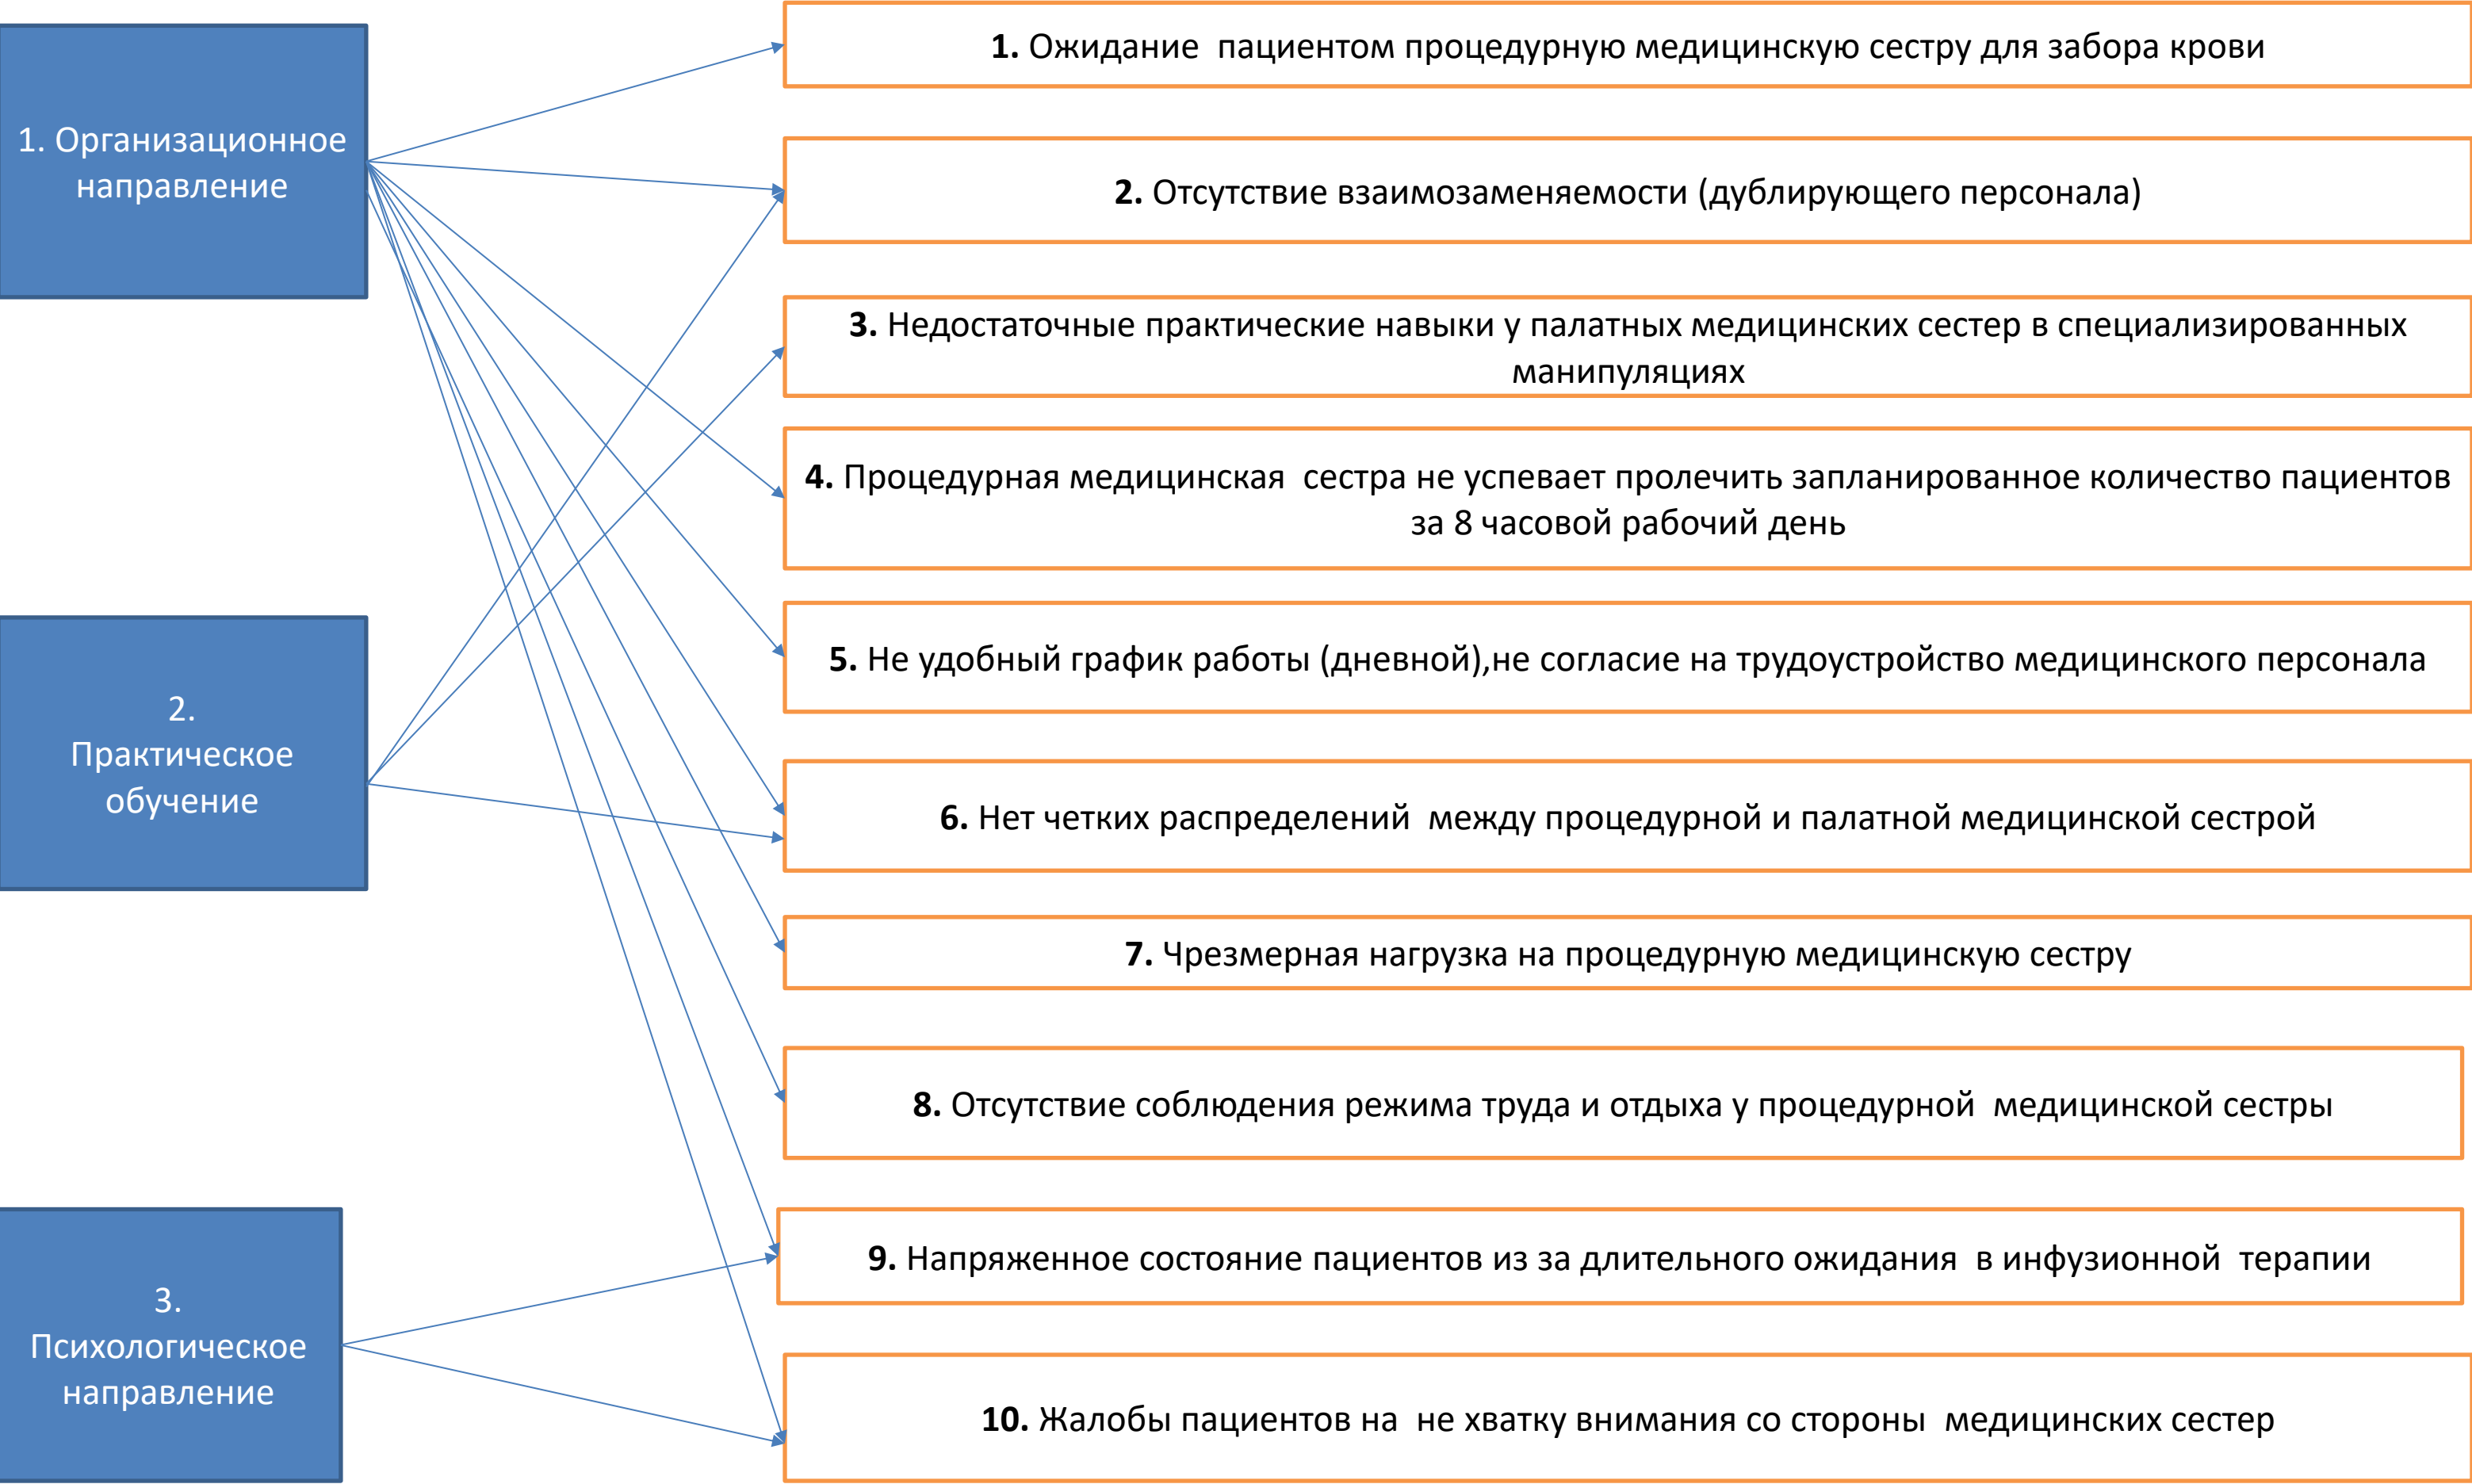 1. Организационное
направление
2.
Практическое
обучение
3.
Психологическое
направление
1. Ожидание  пациентом процедурную медицинскую сестру для забора крови
2. Отсутствие взаимозаменяемости (дублирующего персонала)
3. Недостаточные практические навыки у палатных медицинских сестер в специализированных
манипуляциях
4. Процедурная медицинская  сестра не успевает пролечить запланированное количество пациентов
за 8 часовой рабочий день
5. Не удобный график работы (дневной),не согласие на трудоустройство медицинского персонала
6. Нет четких распределений  между процедурной и палатной медицинской сестрой
7. Чрезмерная нагрузка на процедурную медицинскую сестру
8. Отсутствие соблюдения режима труда и отдыха у процедурной  медицинской сестры
9. Напряженное состояние пациентов из за длительного ожидания  в инфузионной  терапии
10. Жалобы пациентов на  не хватку внимания со стороны  медицинских сестер